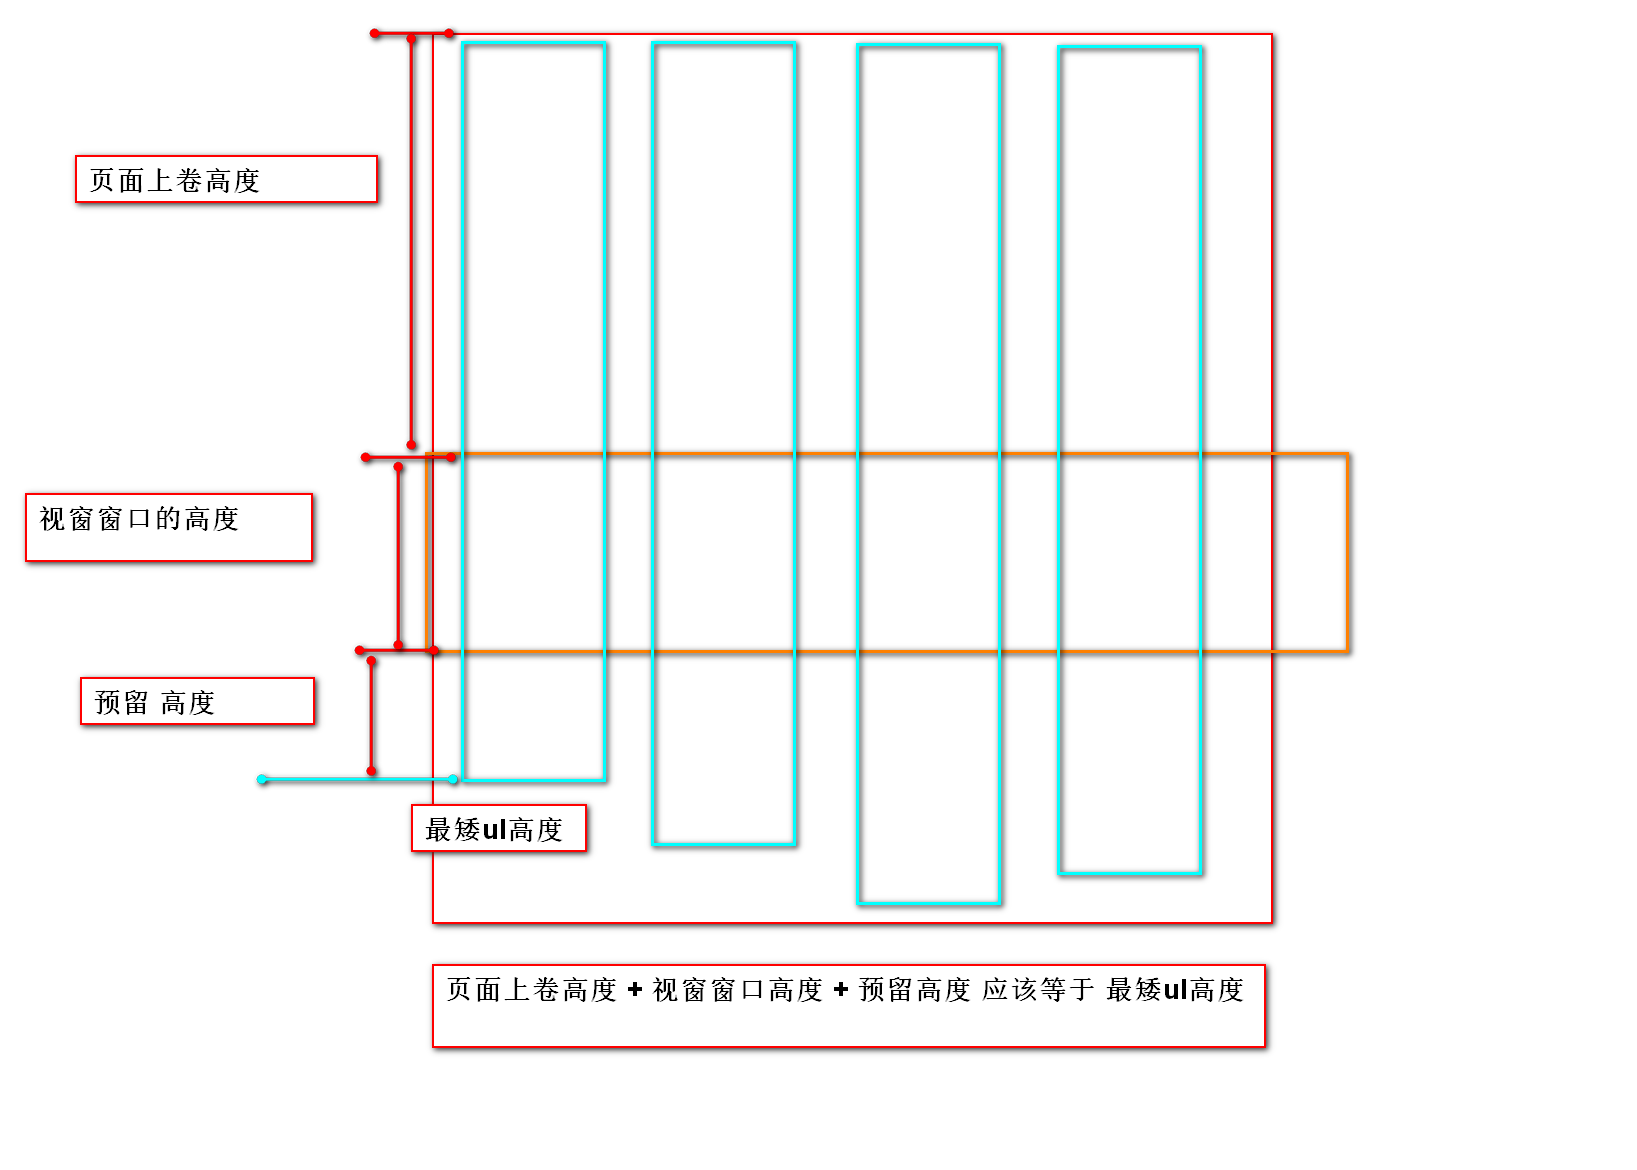 页面上卷高度
视窗窗口的高度
预留 高度
最矮ul高度
页面上卷高度 + 视窗窗口高度 + 预留高度 应该等于 最矮ul高度